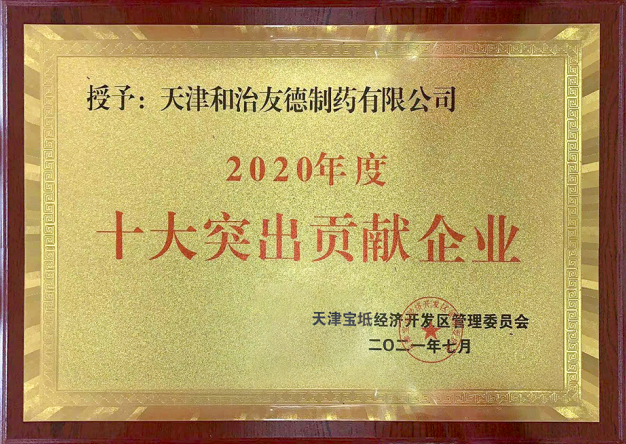 授予：天津和治友德制药有限公司
2020年度
十大突出贡献企业
天津宝坻经济开发区管理委员会
二〇二一年七月